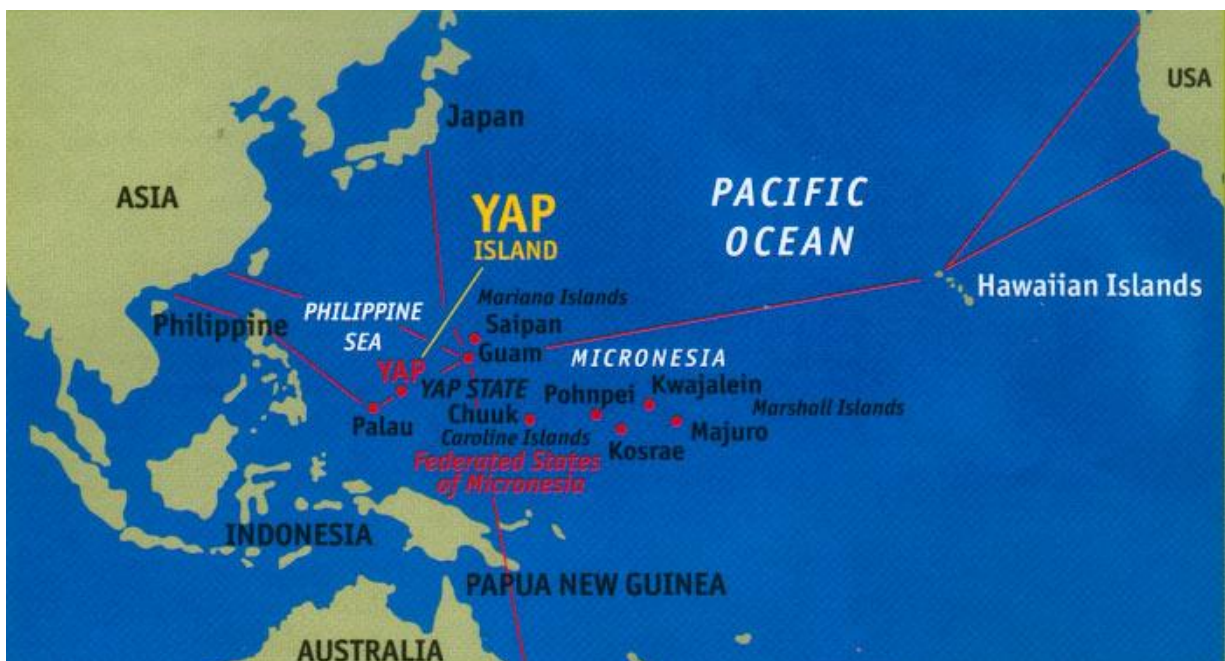 USA
Japan
ASIA
YAP
ISLAND
PACIFIC
OCEAN
Hawaiian Islands
Mariana Islands
PHILIPPINE
SEA
Philippine
Saipan
Guam
MICRONESIA
YAP
YAP STATE
Pohnpei
Kwajalein
Marshall Islands
Palau
Chuuk
Majuro
Caroline Islands
Kosrae
Federated States
of Micronesia
INDONESIA
PAPUA NEW GUINEA
AUSTRALIA